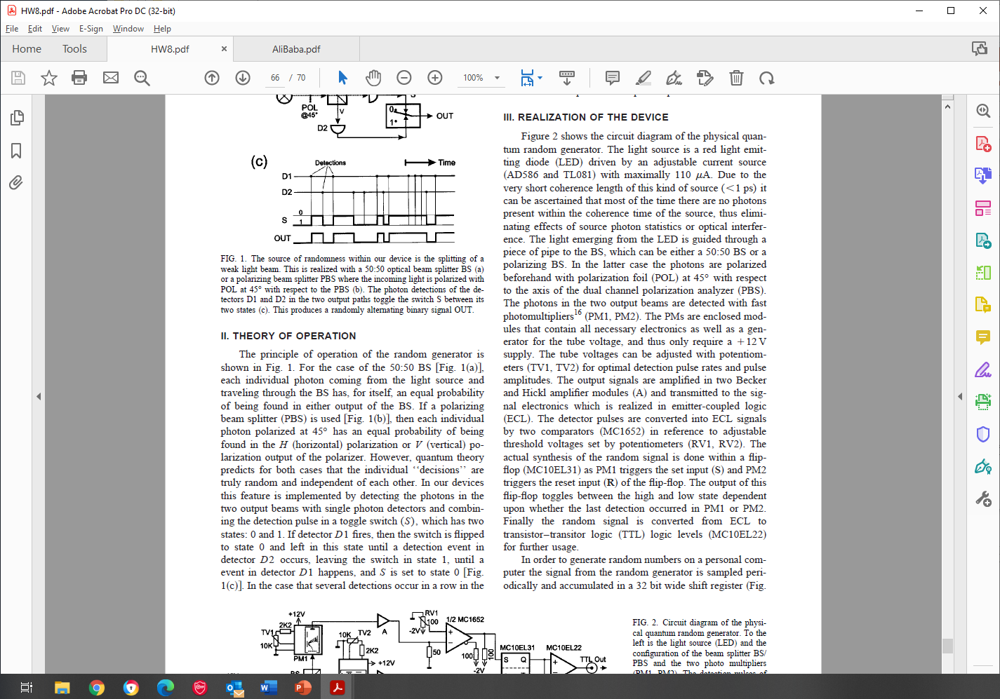 HW8.pdf - Adobe Acrobat Pro DC (32-bit)
File Edit View E-Sign Window Help
Home Tools HW8.pdf × AliBaba.pdf
66 / 70 100%
POL
@45°
V
D2
S
0
1
OUT
(c)
Detections
Time
D1
D2
0
S
1
OUT
FIG. 1. The source of randomness within our device is the splitting of a
weak light beam. This is realized with a 50:50 optical beam splitter BS (a)
or a polarizing beam splitter PBS where the incoming light is polarized with
POL at 45° with respect to the PBS (b). The photon detections of the de-
tectors D1 and D2 in the two output paths toggle the switch S between its
two states (c). This produces a randomly alternating binary signal OUT.
II. THEORY OF OPERATION
The principle of operation of the random generator is
shown in Fig. 1. For the case of the 50:50 BS [Fig. 1(a)],
each individual photon coming from the light source and
traveling through the BS has, for itself, an equal probability
of being found in either output of the BS. If a polarizing
beam splitter (PBS) is used [Fig. 1(b)], then each individual
photon polarized at 45° has an equal probability of being
found in the H (horizontal) polarization or V (vertical) po-
larization output of the polarizer. However, quantum theory
predicts for both cases that the individual ‘‘decisions’’ are
truly random and independent of each other. In our devices
this feature is implemented by detecting the photons in the
two output beams with single photon detectors and combin-
ing the detection pulse in a toggle switch (S), which has two
states: 0 and 1. If detector D1 fires, then the switch is flipped
to state 0 and left in this state until a detection event in
detector D2 occurs, leaving the switch in state 1, until a
event in detector D1 happens, and S is set to state 0 [Fig.
1(c)]. In the case that several detections occur in a row in the
III. REALIZATION OF THE DEVICE
Figure 2 shows the circuit diagram of the physical quan-
tum random generator. The light source is a red light emit-
ting diode (LED) driven by an adjustable current source
(AD586 and TL081) with maximally 110 μA. Due to the
very short coherence length of this kind of source (<1 ps) it
can be ascertained that most of the time there are no photons
present within the coherence time of the source, thus elimi-
nating effects of source photon statistics or optical interfer-
ence. The light emerging from the LED is guided through a
piece of pipe to the BS, which can be either a 50:50 BS or a
polarizing BS. In the latter case the photons are polarized
beforehand with polarization foil (POL) at 45° with respect
to the axis of the dual channel polarization analyzer (PBS).
The photons in the two output beams are detected with fast
photomultipliers16 (PM1, PM2). The PMs are enclosed mod-
ules that contain all necessary electronics as well as a gen-
erator for the tube voltage, and thus only require a +12 V
supply. The tube voltages can be adjusted with potentiom-
eters (TV1, TV2) for optimal detection pulse rates and pulse
amplitudes. The output signals are amplified in two Becker
and Hickl amplifier modules (A) and transmitted to the sig-
nal electronics which is realized in emitter-coupled logic
(ECL). The detector pulses are converted into ECL signals
by two comparators (MC1652) in reference to adjustable
threshold voltages set by potentiometers (RV1, RV2). The
actual synthesis of the random signal is done within a flip-
flop (MC10EL31) as PM1 triggers the set input (S) and PM2
triggers the reset input (R) of the flip-flop. The output of this
flip-flop toggles between the high and low state dependent
upon whether the last detection occurred in PM1 or PM2.
Finally the random signal is converted from ECL to
transistor–transitor logic (TTL) logic levels (MC10EL22)
for further usage.
In order to generate random numbers on a personal com-
puter the signal from the random generator is sampled peri-
odically and accumulated in a 32 bit wide shift register (Fig.
+12V
2K2
TV1
10K
PM1
A
10K TV2
2K2
+12V
RV1
100
-2V
1/2 MC1652
+
−
50
100
100
-2V
MC10EL31
S Q
MC10EL22
+
TTL Out
FIG. 2. Circuit diagram of the physi-
cal quantum random generator. To the
left is the light source (LED) and the
configuration of the beam splitter BS/
PBS and the two photo multipliers
(PM1, PM2). The detection pulses of